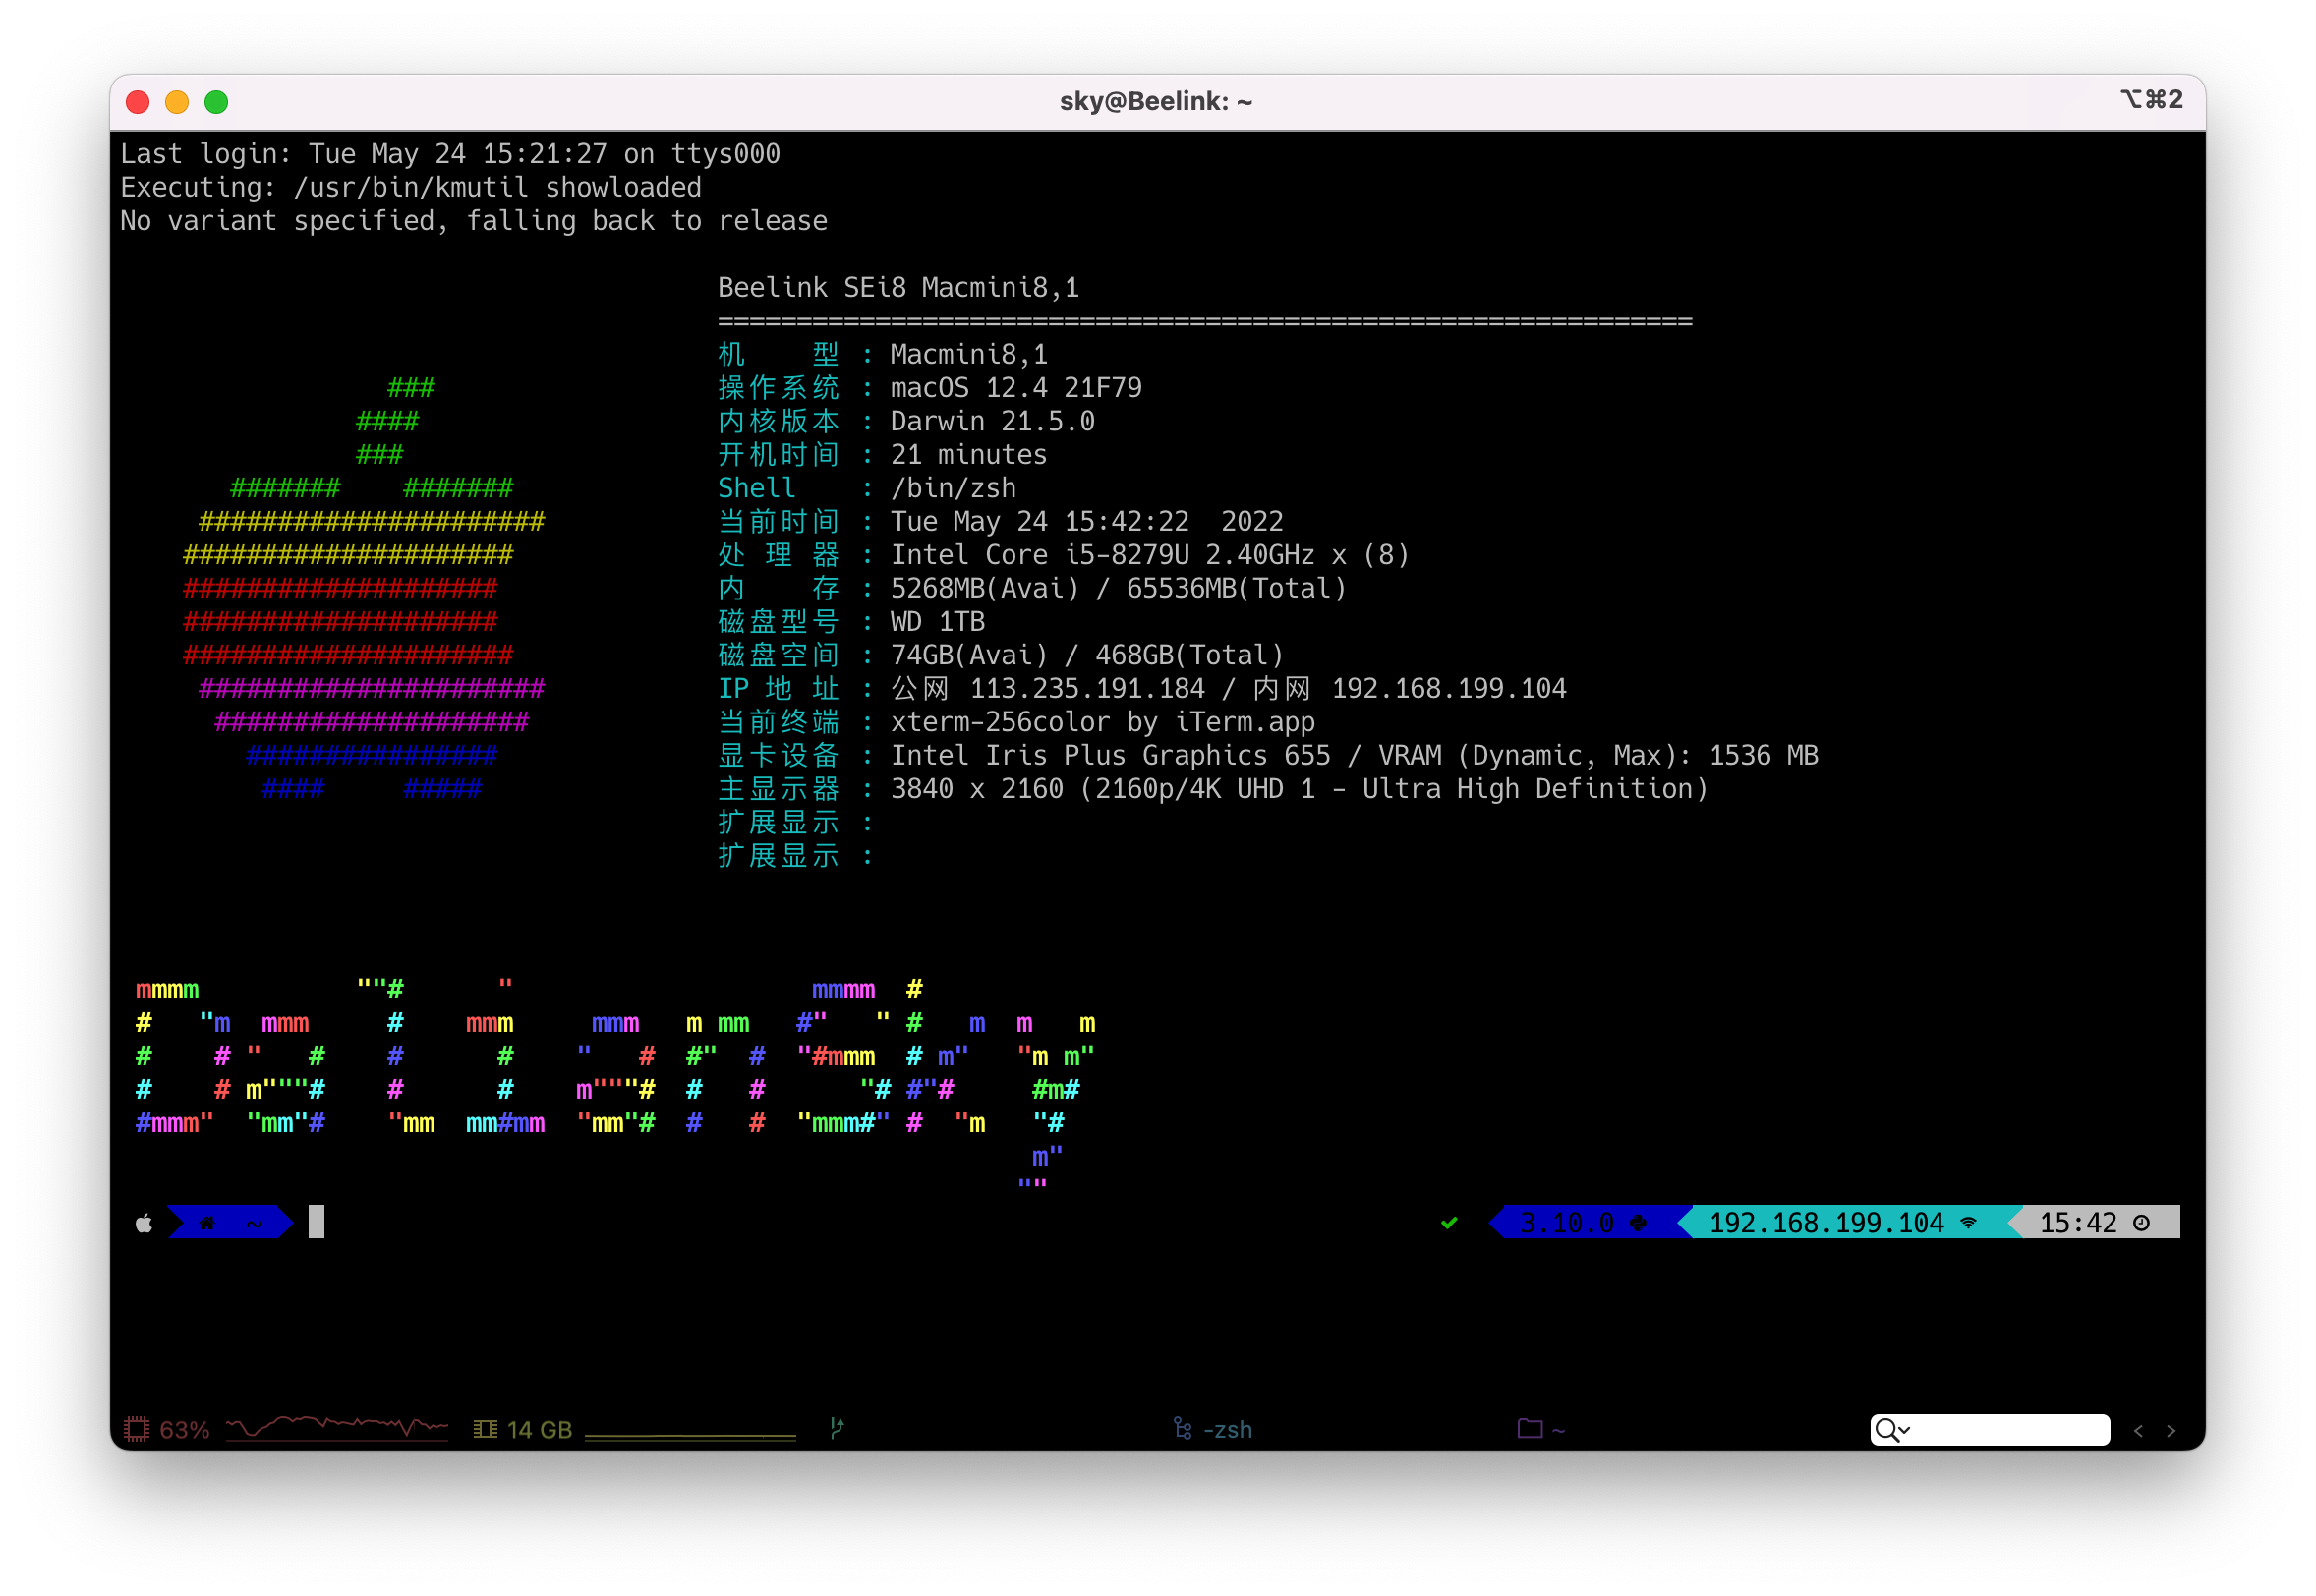 sky@Beelink: ~
⌥⌘2
Last login: Tue May 24 15:21:27 on ttys000
Executing: /usr/bin/kmutil showloaded
No variant specified, falling back to release
Beelink SEi8 Macmini8,1
==============================================================
机 型 : Macmini8,1
操作系统 : macOS 12.4 21F79
内核版本 : Darwin 21.5.0
开机时间 : 21 minutes
Shell : /bin/zsh
当前时间 : Tue May 24 15:42:22 2022
处 理 器 : Intel Core i5-8279U 2.40GHz x (8)
内 存 : 5268MB(Avai) / 65536MB(Total)
磁盘型号 : WD 1TB
磁盘空间 : 74GB(Avai) / 468GB(Total)
IP 地 址 : 公网 113.235.191.184 / 内网 192.168.199.104
当前终端 : xterm-256color by iTerm.app
显卡设备 : Intel Iris Plus Graphics 655 / VRAM (Dynamic, Max): 1536 MB
主显示器 : 3840 x 2160 (2160p/4K UHD 1 - Ultra High Definition)
扩展显示 :
扩展显示 :
DalianSky
~
3.10.0 192.168.199.104 15:42
63% 14 GB -zsh ~